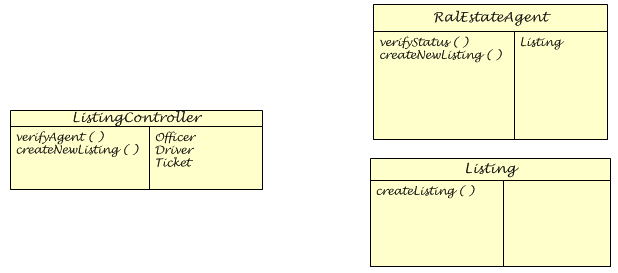 RalEstateAgent
verifyStatus ( )
createNewListing ( )
Listing
ListingController
verifyAgent ( )
createNewListing ( )
Officer
Driver
Ticket
Listing
createListing ( )